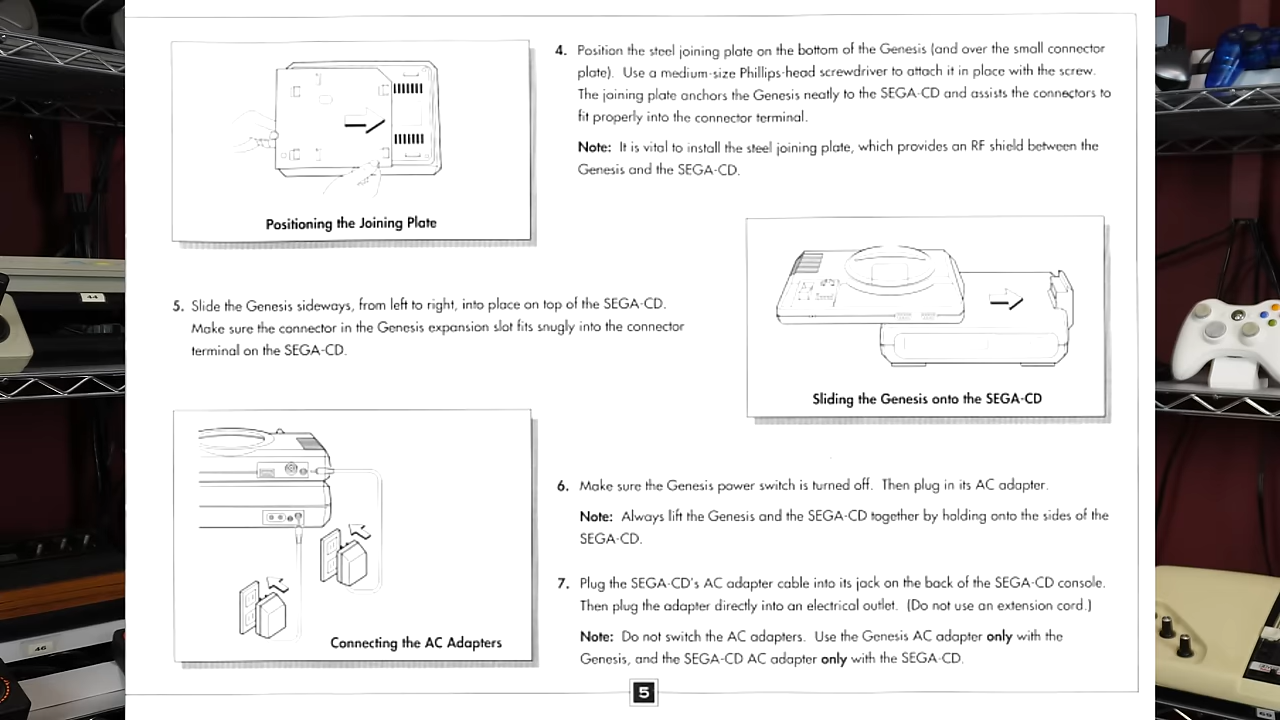 4. Position the steel joining plate on the bottom of the Genesis (and over the small connector
plate). Use a medium-size Phillips-head screwdriver to attach it in place with the screw.
The joining plate anchors the Genesis neatly to the SEGA-CD and assists the connectors to
fit properly into the connector terminal.
Note: It is vital to install the steel joining plate, which provides an RF shield between the
Genesis and the SEGA-CD.
Positioning the Joining Plate
5. Slide the Genesis sideways, from left to right, into place on top of the SEGA-CD.
Make sure the connector in the Genesis expansion slot fits snugly into the connector
terminal on the SEGA-CD.
Sliding the Genesis onto the SEGA-CD
6. Make sure the Genesis power switch is turned off. Then plug in its AC adapter.
Note: Always lift the Genesis and the SEGA-CD together by holding onto the sides of the
SEGA-CD.
7. Plug the SEGA-CD's AC adapter cable into its jack on the back of the SEGA-CD console.
Then plug the adapter directly into an electrical outlet. (Do not use an extension cord.)
Note: Do not switch the AC adapters. Use the Genesis AC adapter only with the
Genesis, and the SEGA-CD AC adapter only with the SEGA-CD.
Connecting the AC Adapters
5
44
46